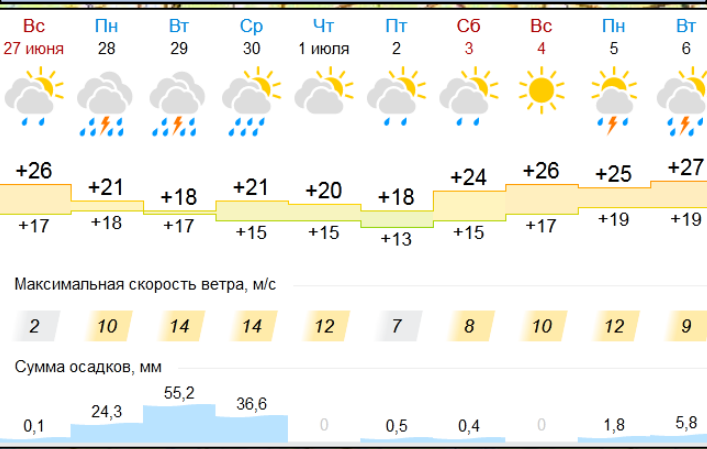 Вс Пн Вт Ср Чт Пт Сб Вс Пн Вт
27 июня 28 29 30 1 июля 2 3 4 5 6
+26 +21 +18 +21 +20 +18 +24 +26 +25 +27
+17 +18 +17 +15 +15 +13 +15 +17 +19 +19
Максимальная скорость ветра, м/с
2 10 14 14 12 7 8 10 12 9
Сумма осадков, мм
0,1 24,3 55,2 36,6 0 0,5 0,4 0 1,8 5,8